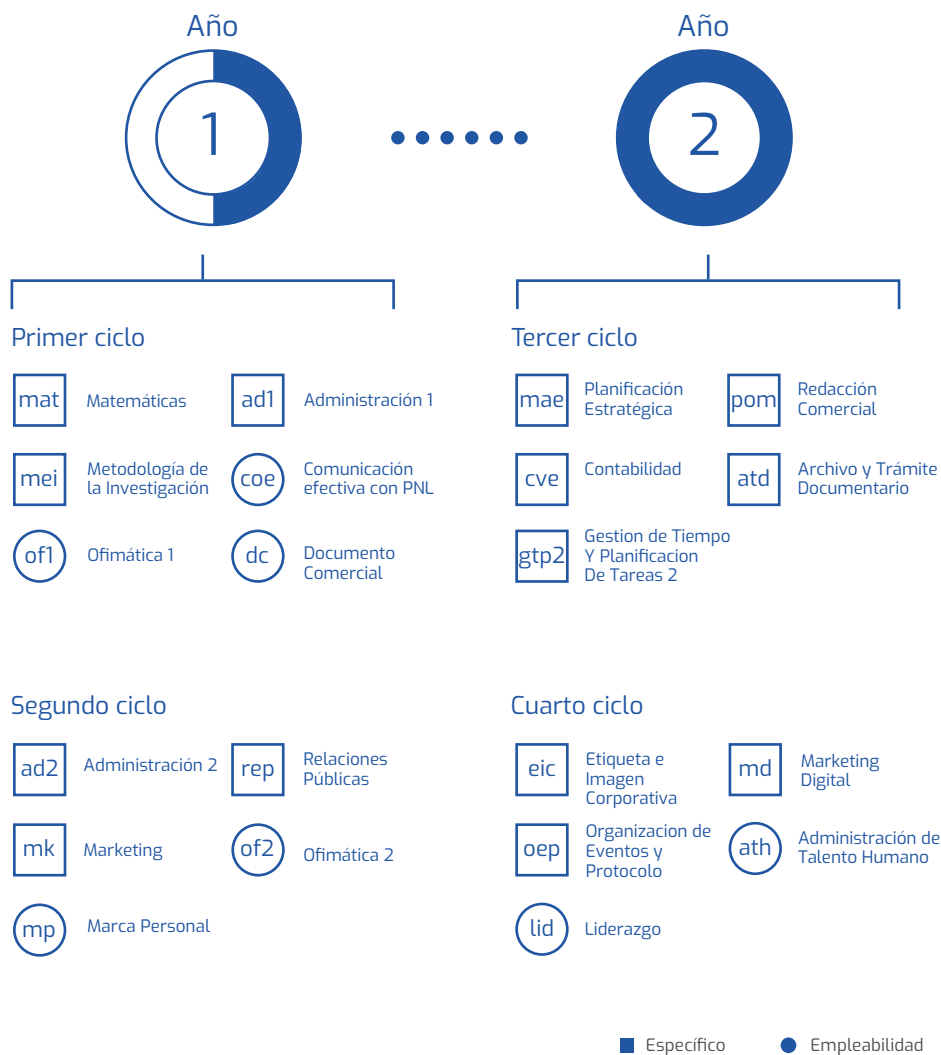 Año
1
Año
2
Primer ciclo
mat
Matemáticas
ad1
Administración 1
mei
Metodología de
la Investigación
coe
Comunicación
efectiva con PNL
of1
Ofimática 1
dc
Documento
Comercial
Segundo ciclo
ad2
Administración 2
rep
Relaciones
Públicas
mk
Marketing
of2
Ofimática 2
mp
Marca Personal
Tercer ciclo
mae
Planificación
Estratégica
pom
Redacción
Comercial
cve
Contabilidad
atd
Archivo y Trámite
Documentario
gtp2
Gestion de Tiempo
Y Planificacion
De Tareas 2
Cuarto ciclo
eic
Etiqueta e
Imagen
Corporativa
md
Marketing
Digital
oep
Organizacion de
Eventos y
Protocolo
ath
Administración de
Talento Humano
lid
Liderazgo
Específico
Empleabilidad